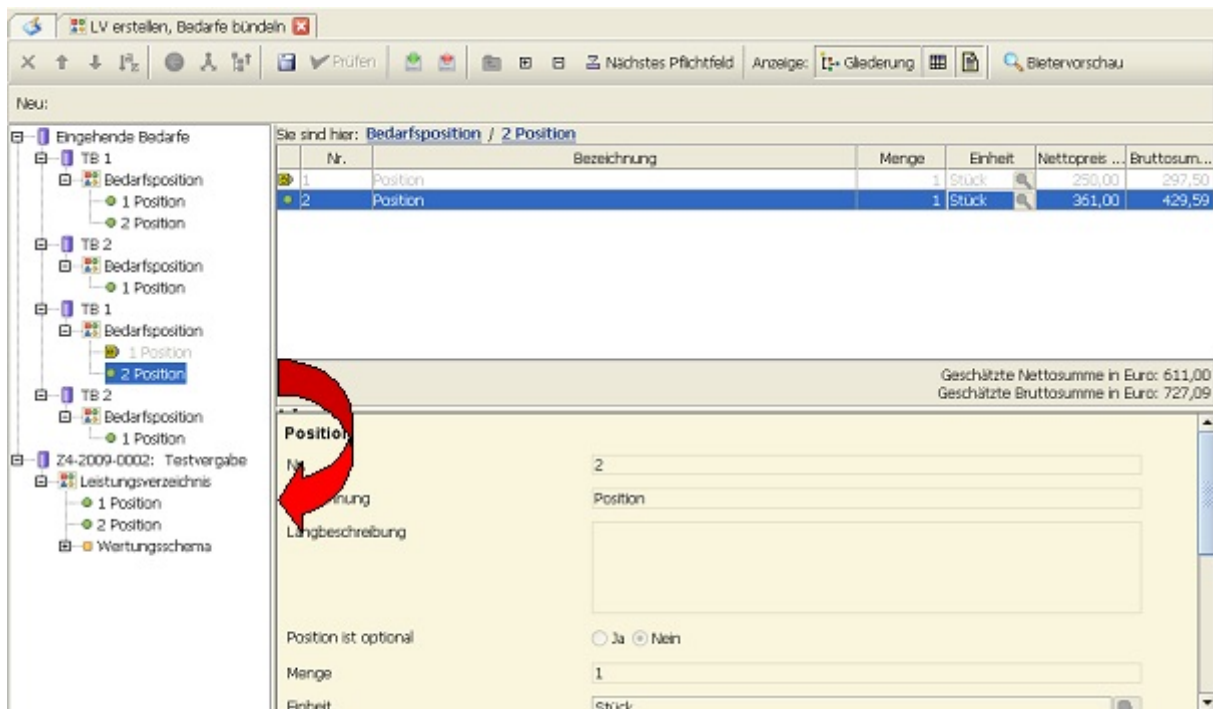 LV erstellen, Bedarfe bündeln
Prüfen Nächstes Pflichtfeld Anzeige: Gliederung Bietervorschau
Neu:
Eingehende Bedarfe
TB 1
Bedarfsposition
1 Position
2 Position
TB 2
Bedarfsposition
1 Position
TB 1
Bedarfsposition
1 Position
2 Position
TB 2
Bedarfsposition
1 Position
Z4-2009-0002: Testvergabe
Leistungsverzeichnis
1 Position
2 Position
Wertungsschema
Sie sind hier: Bedarfsposition / 2 Position
Nr. Bezeichnung Menge Einheit Nettopreis ... Bruttosum...
1 Position 1 Stück 250,00 297,50
2 Position 1 Stück 361,00 429,59
Geschätzte Nettosumme in Euro: 611,00
Geschätzte Bruttosumme in Euro: 727,09
Position
2
Position
Langbeschreibung
Position ist optional Ja Nein
Menge 1
Einheit Stück